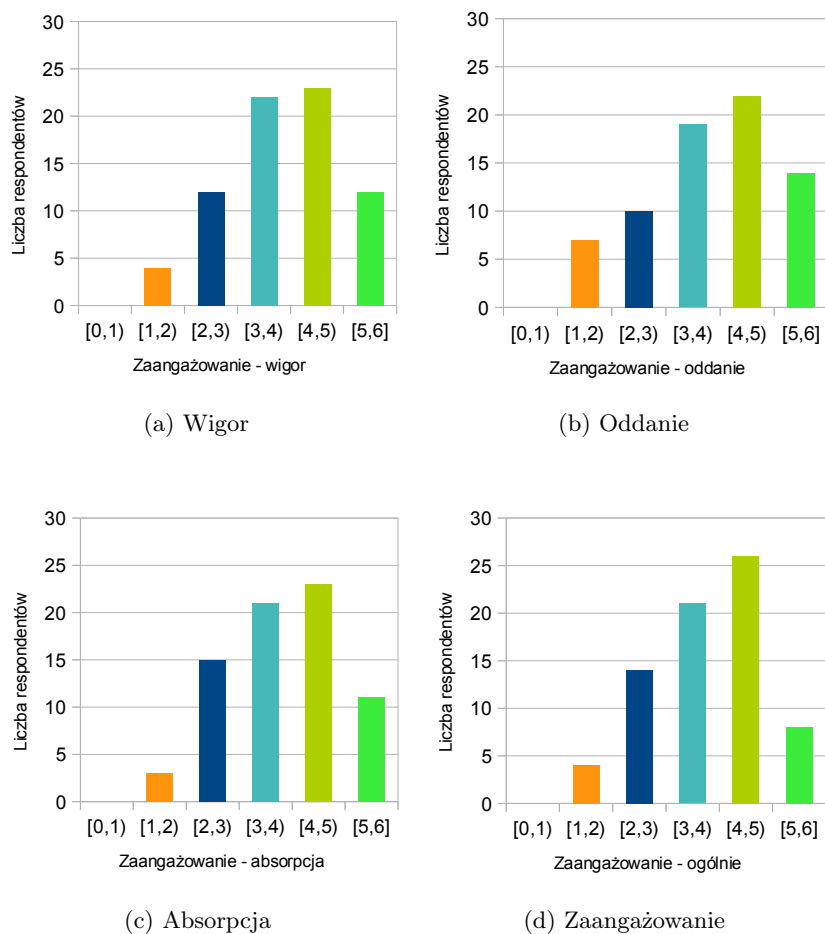 30
25
20
15
10
5
0
Liczba respondentów
[0,1) [1,2) [2,3) [3,4) [4,5) [5,6]
Zaangażowanie - wigor
(a) Wigor
30
25
20
15
10
5
0
Liczba respondentów
[0,1) [1,2) [2,3) [3,4) [4,5) [5,6]
Zaangażowanie - oddanie
(b) Oddanie
30
25
20
15
10
5
0
Liczba respondentów
[0,1) [1,2) [2,3) [3,4) [4,5) [5,6]
Zaangażowanie - absorpcja
(c) Absorpcja
30
25
20
15
10
5
0
Liczba respondentów
[0,1) [1,2) [2,3) [3,4) [4,5) [5,6]
Zaangażowanie - ogólnie
(d) Zaangażowanie